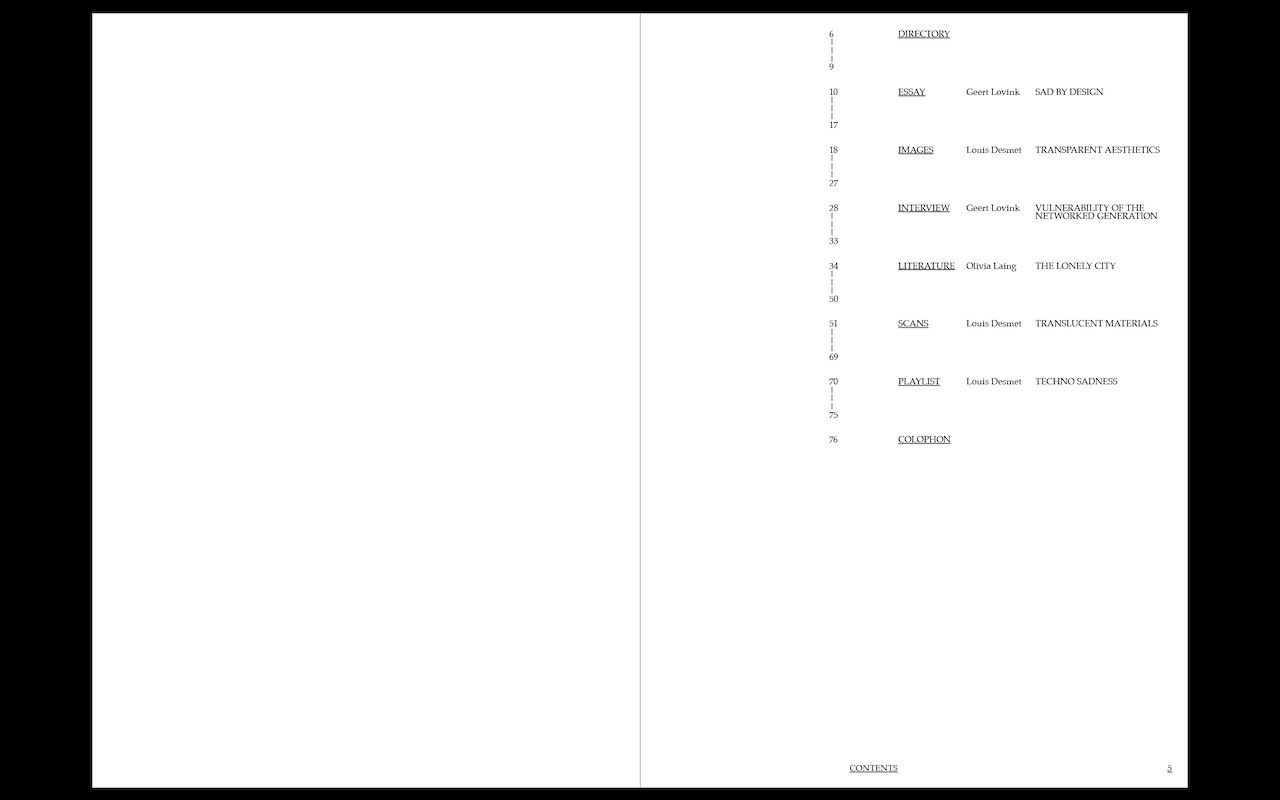 6 DIRECTORY
|
|
|
9
10 ESSAY Geert Lovink SAD BY DESIGN
|
|
|
17
18 IMAGES Louis Desmet TRANSPARENT AESTHETICS
|
|
|
27
28 INTERVIEW Geert Lovink VULNERABILITY OF THE
NETWORKED GENERATION
|
|
|
33
34 LITERATURE Olivia Laing THE LONELY CITY
|
|
|
50
51 SCANS Louis Desmet TRANSLUCENT MATERIALS
|
|
|
69
70 PLAYLIST Louis Desmet TECHNO SADNESS
|
|
|
75
76 COLOPHON
CONTENTS 5